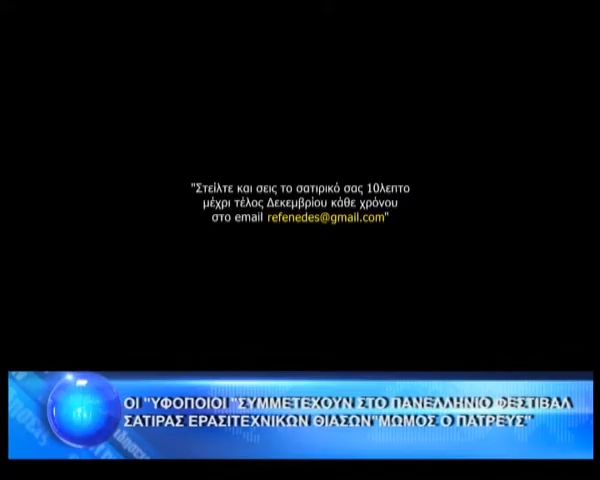 "Στείλτε και σεις το σατιρικό σας 10λεπτο
μέχρι τέλος Δεκεμβρίου κάθε χρόνου
στο email refenedes@gmail.com"
ΟΙ "ΥΦΟΠΟΙΟΙ "ΣΥΜΜΕΤΕΧΟΥΝ ΣΤΟ ΠΑΝΕΛΛΗΝΙΟ ΦΕΣΤΙΒΑΛ
ΣΑΤΙΡΑΣ ΕΡΑΣΙΤΕΧΝΙΚΩΝ ΘΙΑΣΩΝ"ΜΩΜΟΣ Ο ΠΑΤΡΕΥΣ"